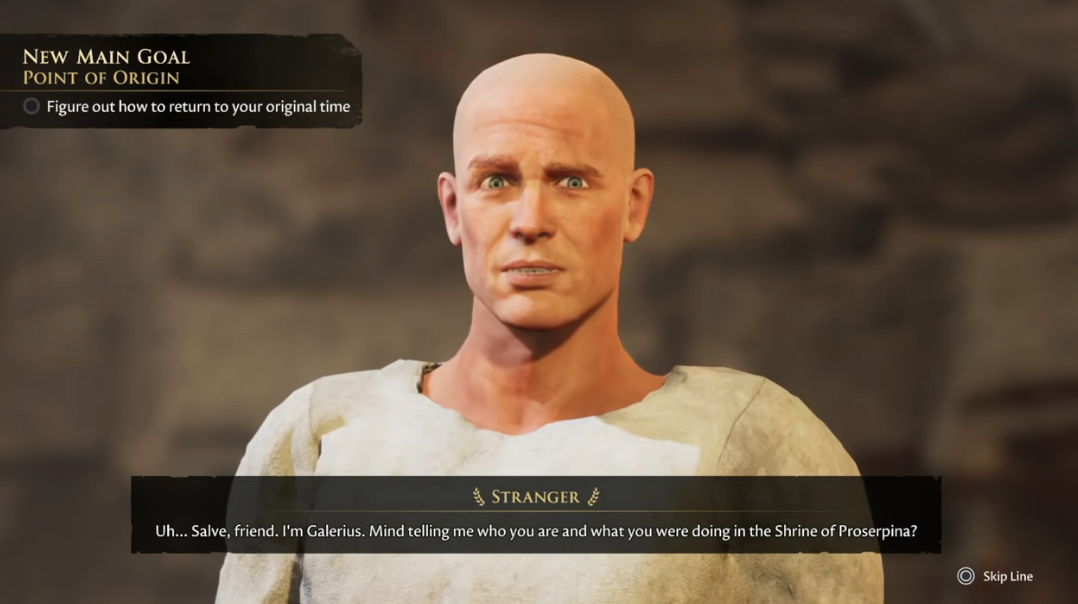 New Main Goal
Point of Origin
Figure out how to return to your original time
Stranger
Uh... Salve, friend. I'm Galerius. Mind telling me who you are and what you were doing in the Shrine of Proserpina?
Skip Line